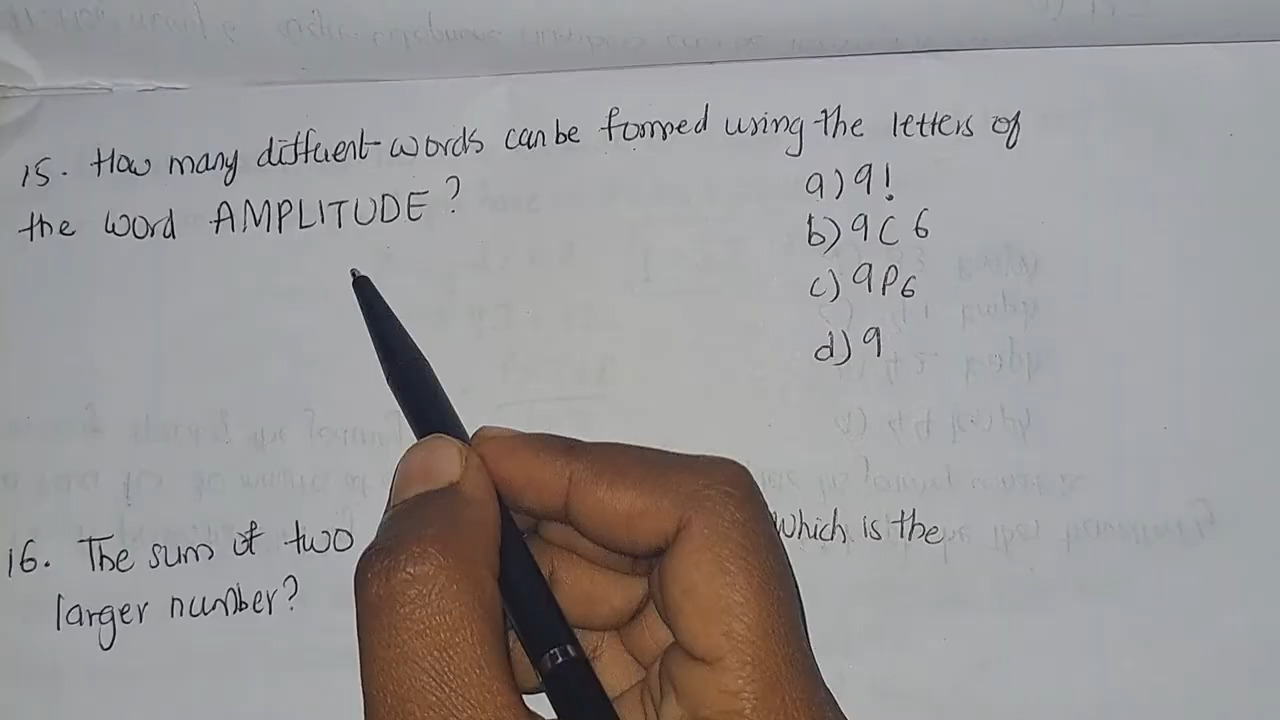 15. How many different words can be formed using the letters of
the word AMPLITUDE?
a) 9!
b) 9C6
c) 9P6
d) 9
16. The sum of two
which is the
larger number?